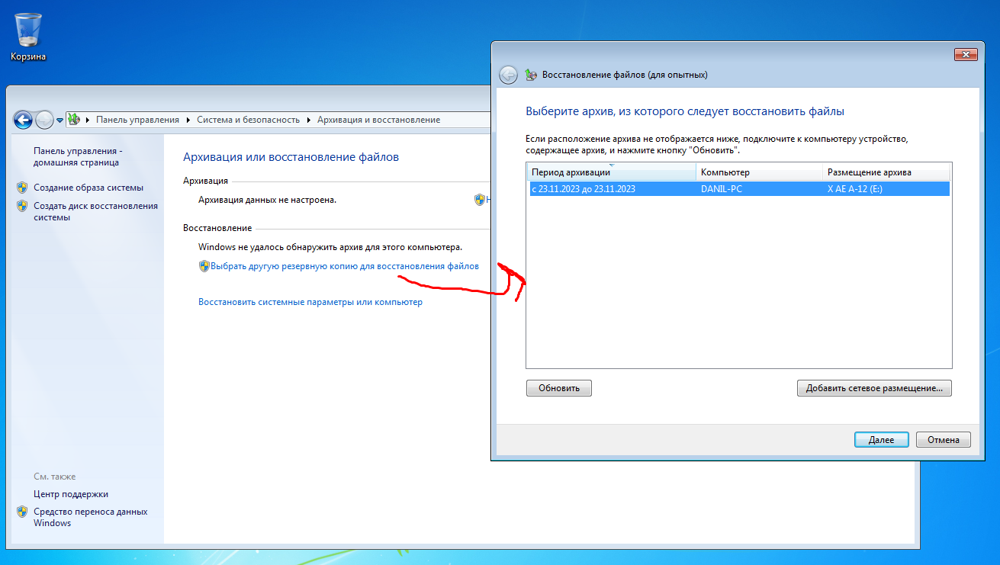 Корзина
Панель управления
Система и безопасность
Архивация и восстановление
Панель управления -
домашняя страница
Создание образа системы
Создать диск восстановления
системы
См. также
Центр поддержки
Средство переноса данных
Windows
Архивация или восстановление файлов
Архивация
Архивация данных не настроена.
Восстановление
Windows не удалось обнаружить архив для этого компьютера.
Выбрать другую резервную копию для восстановления файлов
Восстановить системные параметры или компьютер
Восстановление файлов (для опытных)
Выберите архив, из которого следует восстановить файлы
Если расположение архива не отображается ниже, подключите к компьютеру устройство,
содержащее архив, и нажмите кнопку "Обновить".
Период архивации Компьютер Размещение архива
с 23.11.2023 до 23.11.2023 DANIL-PC X AE A-12 (E:)
Обновить Добавить сетевое размещение...
Далее Отмена